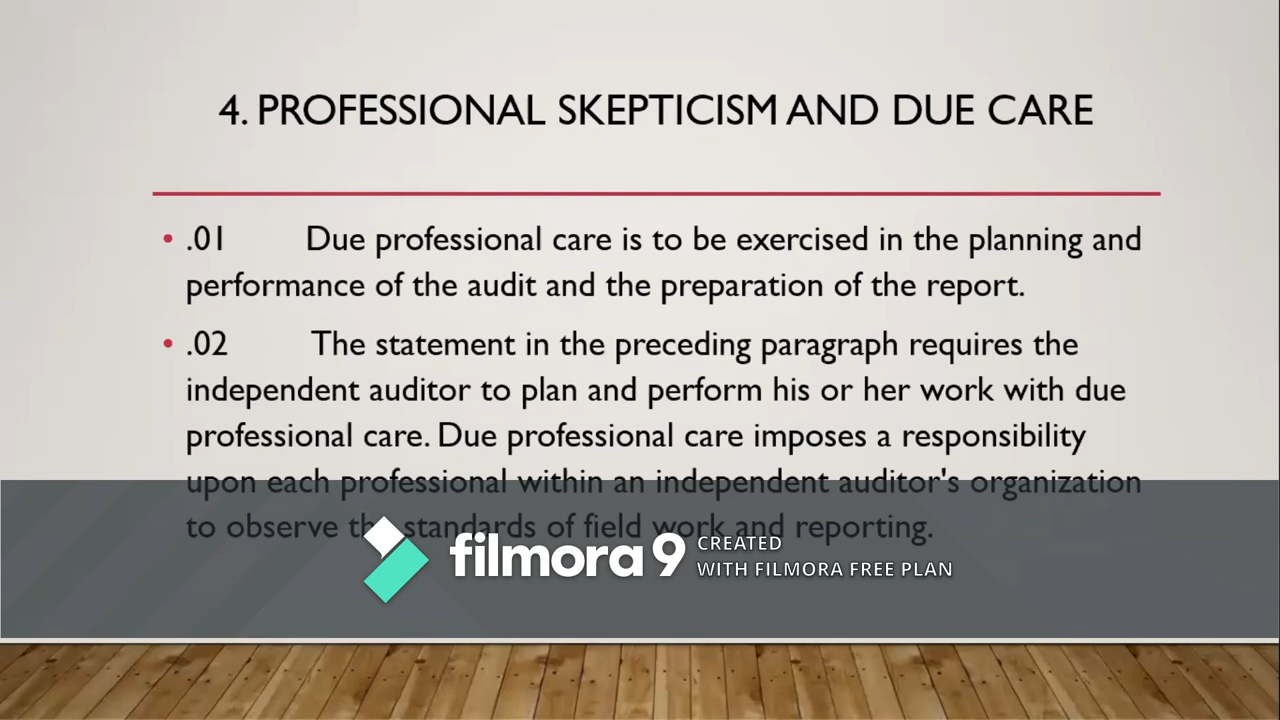 4. PROFESSIONAL SKEPTICISM AND DUE CARE
• .01 Due professional care is to be exercised in the planning and
performance of the audit and the preparation of the report.
• .02 The statement in the preceding paragraph requires the
independent auditor to plan and perform his or her work with due
professional care. Due professional care imposes a responsibility
upon each professional within an independent auditor's organization
to observe the standards of field work and reporting.
filmora 9 CREATED
WITH FILMORA FREE PLAN